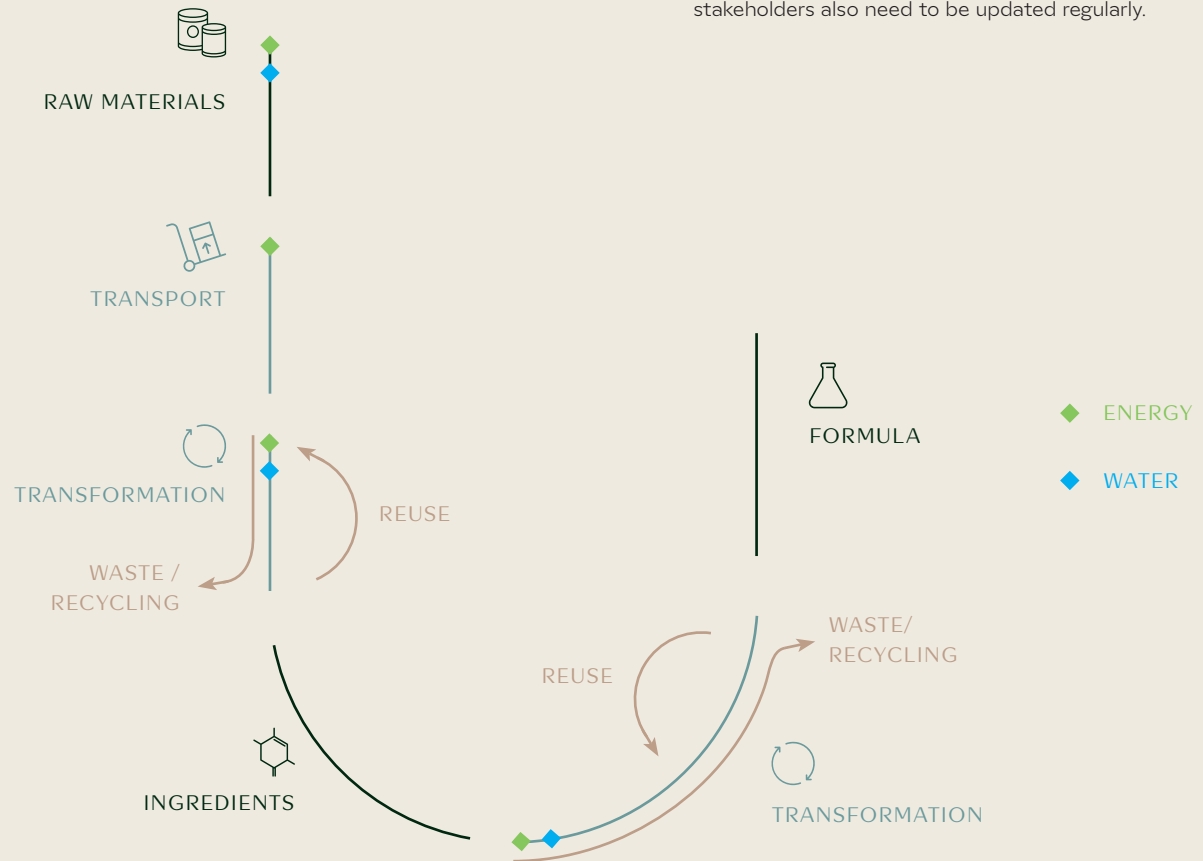 stakeholders also need to be updated regularly.
RAW MATERIALS
TRANSPORT
TRANSFORMATION
REUSE
WASTE /
RECYCLING
INGREDIENTS
FORMULA
ENERGY
WATER
WASTE/
RECYCLING
REUSE
TRANSFORMATION